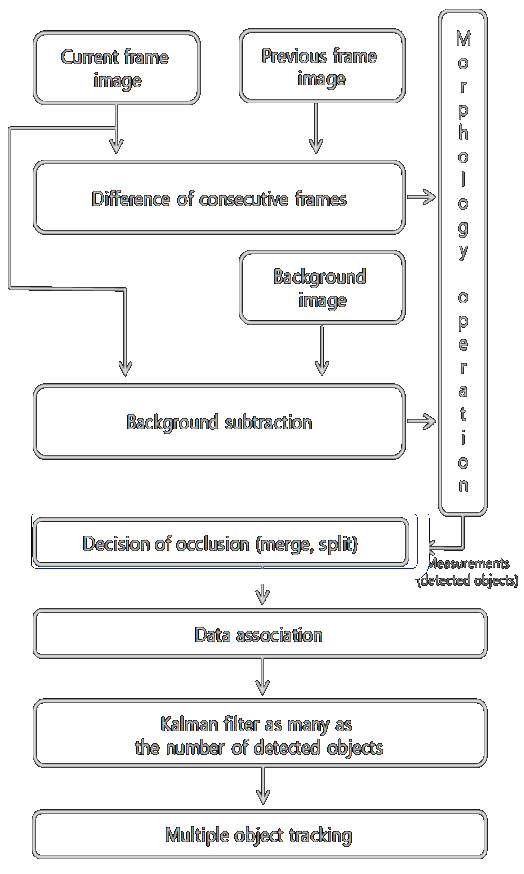 Current frame
image
Previous frame
image
Difference of consecutive frames
Morphology operation
Background
image
Background subtraction
Decision of occlusion (merge, split)
Measurements
(detected objects)
Data association
Kalman filter as many as
the number of detected objects
Multiple object tracking